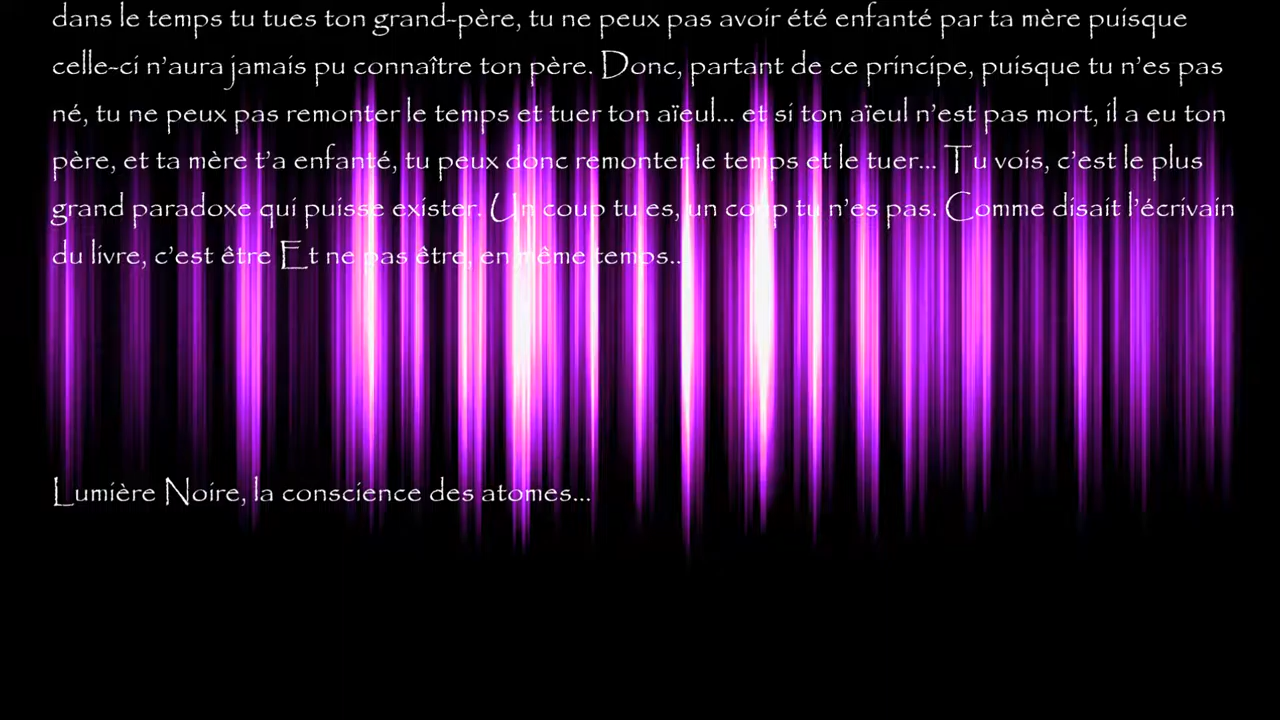 dans le temps tu tues ton grand-père, tu ne peux pas avoir été enfanté par ta mère puisque
celle-ci n’aura jamais pu connaître ton père. Donc, partant de ce principe, puisque tu n’es pas
né, tu ne peux pas remonter le temps et tuer ton aïeul... et si ton aïeul n’est pas mort, il a eu ton
père, et ta mère t’a enfanté, tu peux donc remonter le temps et le tuer... Tu vois, c’est le plus
grand paradoxe qui puisse exister. Un coup tu es, un coup tu n’es pas. Comme disait l’écrivain
du livre, c’est être Et ne pas être, en même temps...
Lumière Noire, la conscience des atomes...